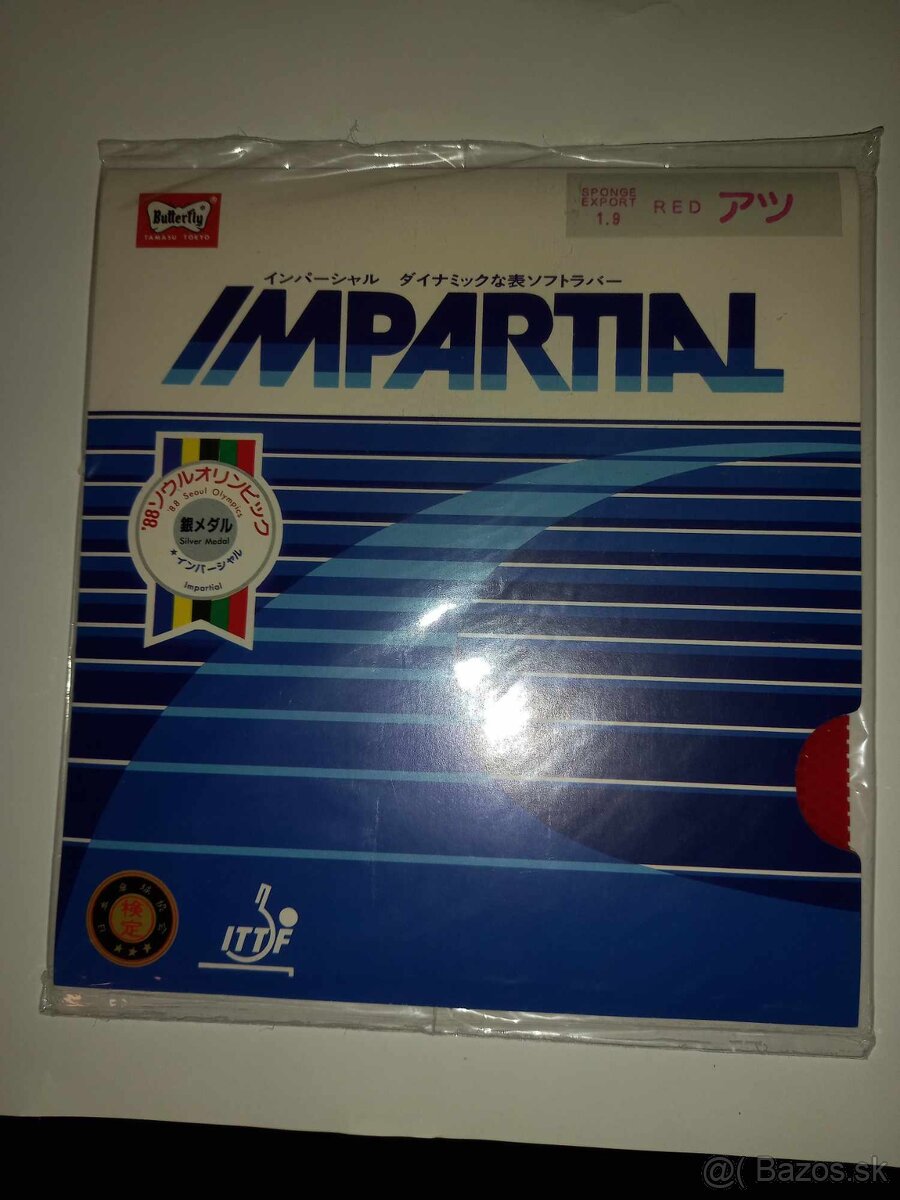 Butterfly
TAMASU TOKYO
SPONGE
EXPORT
1.9
RED
アツ
インパーシャル ダイナミックな表ソフトラバー
IMPARTIAL
'88ソウルオリンピック
'88 Seoul Olympics
銀メダル
Silver Medal
★インパーシャル
Impartial
検定
★★★
ITTF
@( Bazos.sk